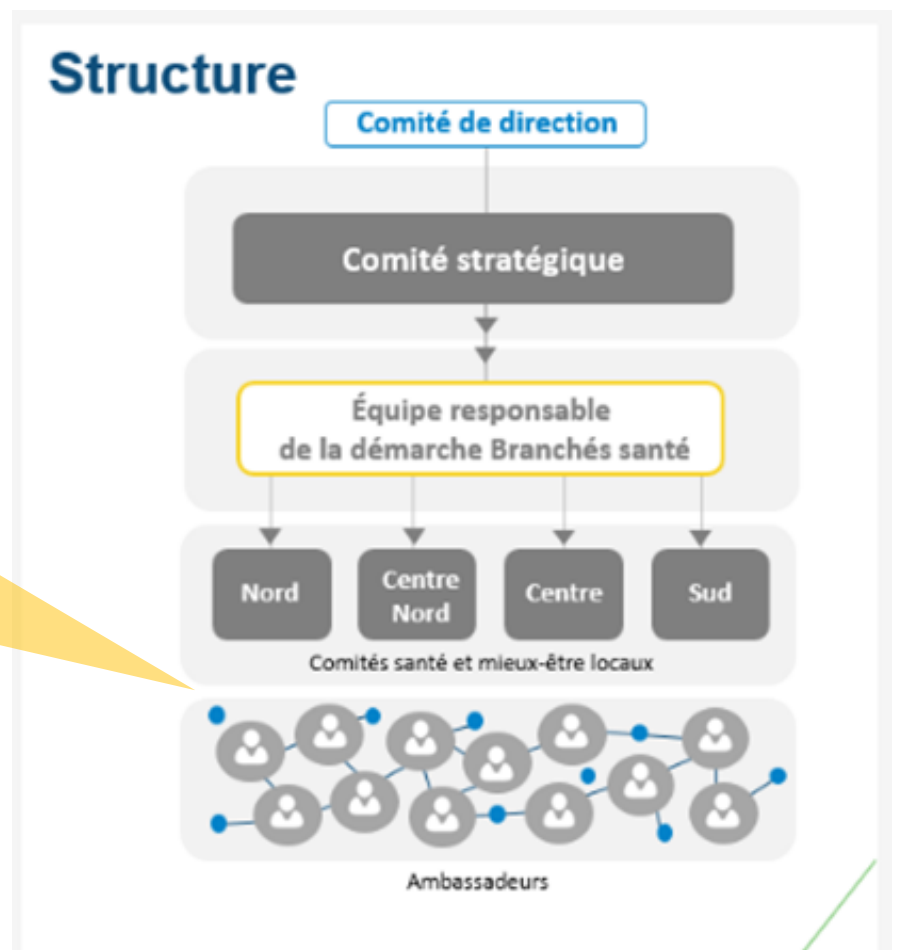 Structure
Comité de direction
Comité stratégique
Équipe responsable
de la démarche Branchés santé
Nord
Centre
Nord
Centre
Sud
Comités santé et mieux-être locaux
Ambassadeurs